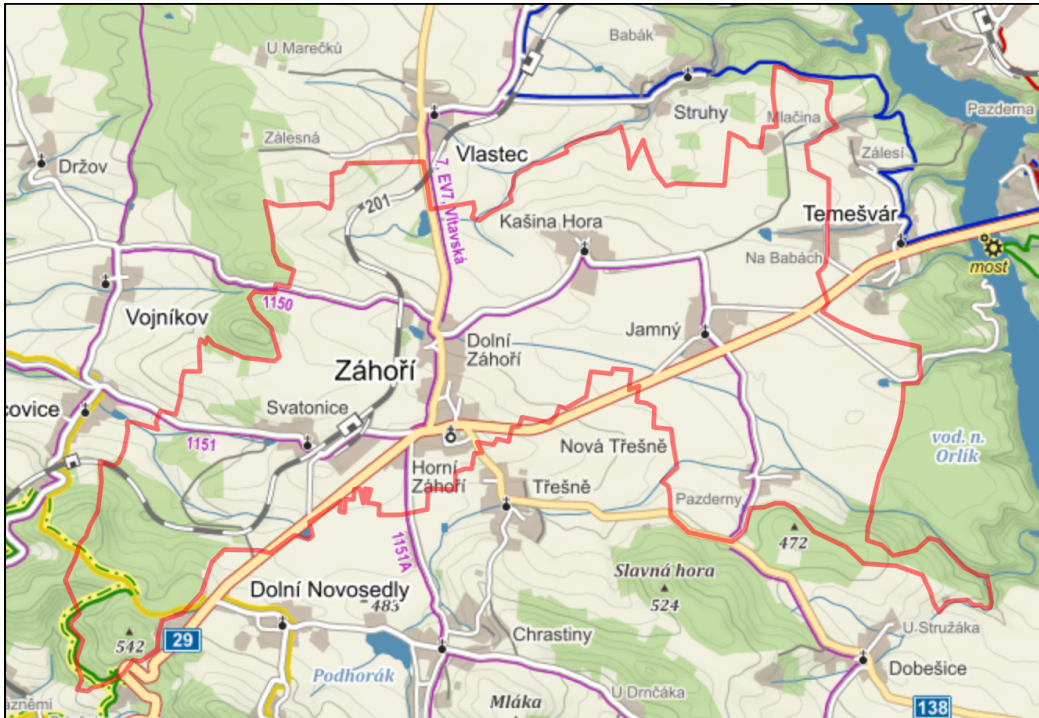 U Marečků
Babák
Struhy
Pazderna
Mlačina
Zálesná
Vlastec
Zálesí
Držov
7, EV7, Vltavská
201
Kašina Hora
Temešvár
Na Babách
most
1150
Vojníkov
Dolní
Záhoří
Jamný
Záhoří
Svatonice
covice
1151
Nová Třešně
vod. n.
Orlík
Horní
Záhoří
Třešně
Pazderny
472
1151A
Slavná hora
524
Dolní Novosedly
483
542
29
Chrastiny
U Stružáka
Podhorák
Dobešice
U Drnčáka
Mláka
138